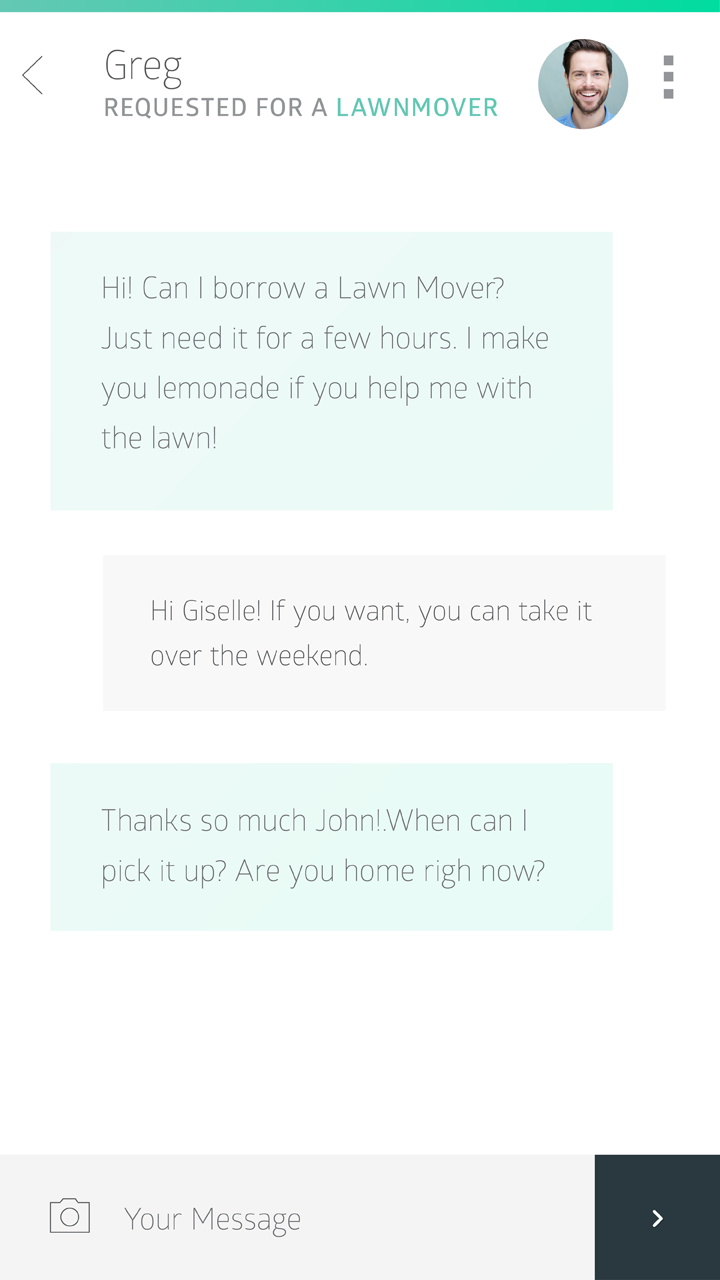 Greg
REQUESTED FOR A LAWNMOVER
Hi! Can I borrow a Lawn Mover?
Just need it for a few hours. I make
you lemonade if you help me with
the lawn!
Hi Giselle! If you want, you can take it
over the weekend.
Thanks so much John!.When can I
pick it up? Are you home righ now?
Your Message